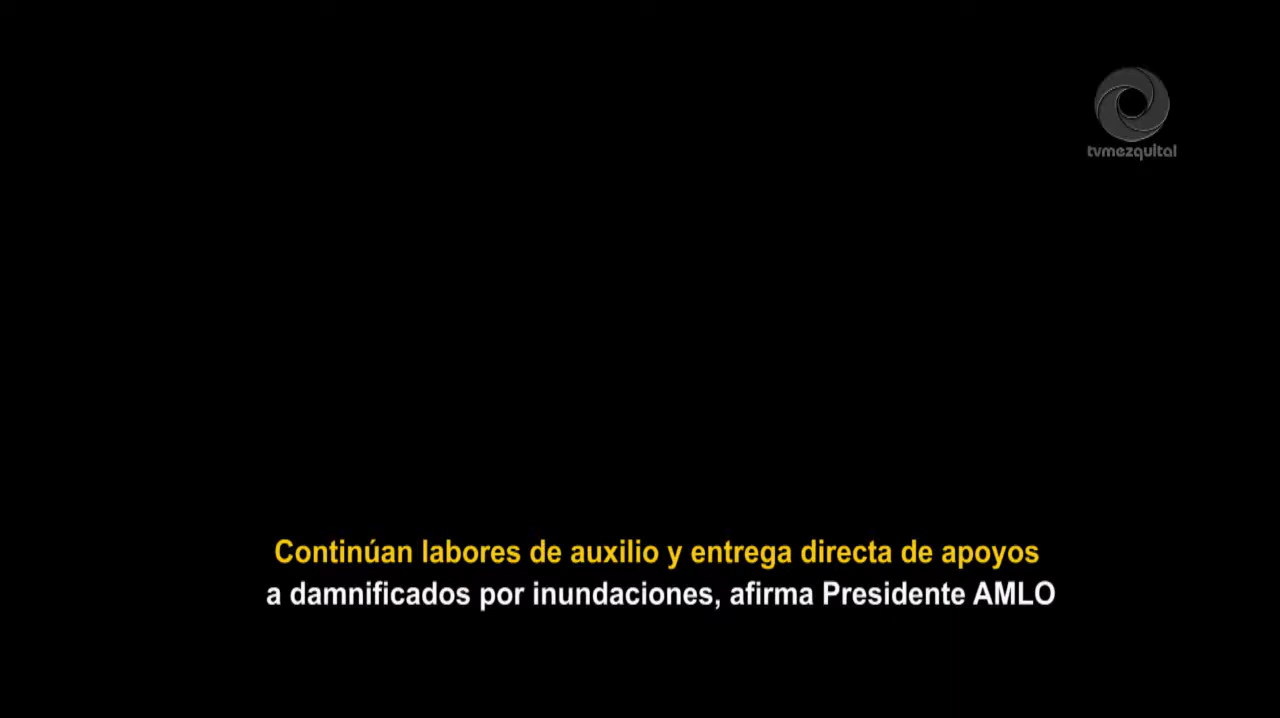 tvmezquital
Continúan labores de auxilio y entrega directa de apoyos
a damnificados por inundaciones, afirma Presidente AMLO